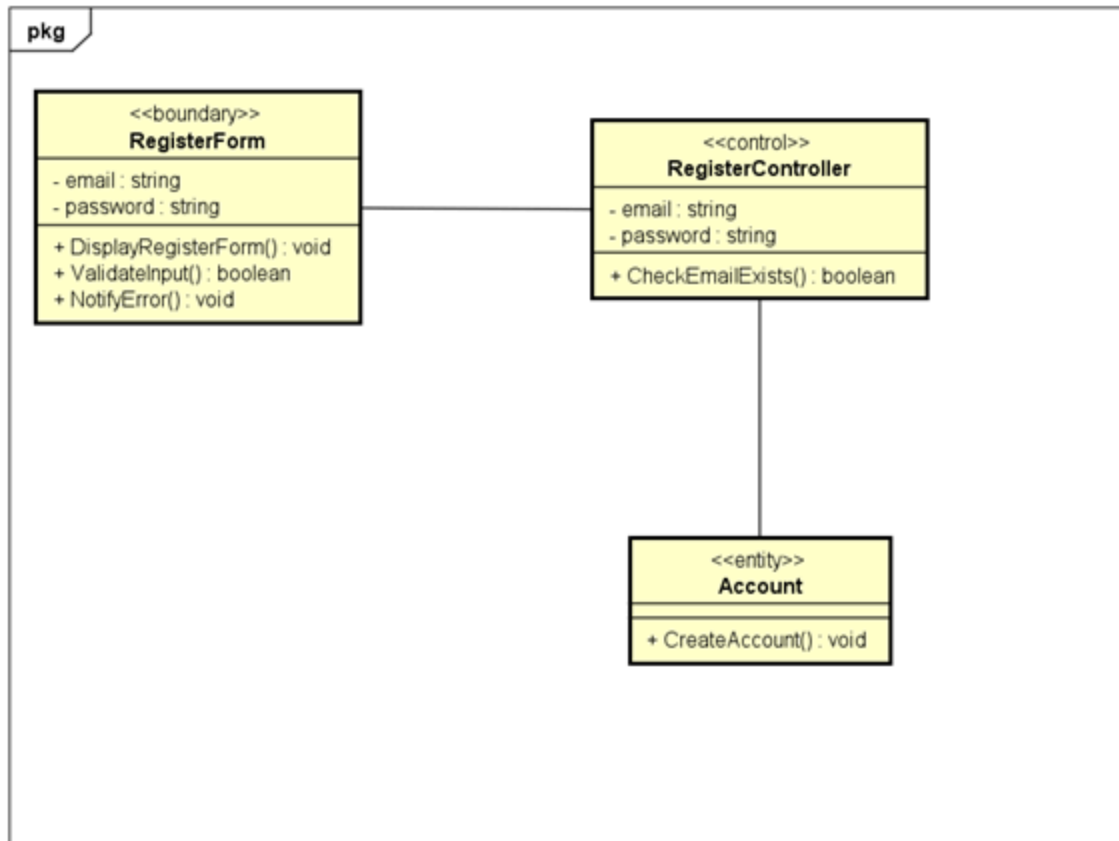 pkg
<<boundary>>
RegisterForm
- email : string
- password : string
+ DisplayRegisterForm() : void
+ ValidateInput() : boolean
+ NotifyError() : void
<<control>>
RegisterController
- email : string
- password : string
+ CheckEmailExists() : boolean
<<entity>>
Account
+ CreateAccount() : void